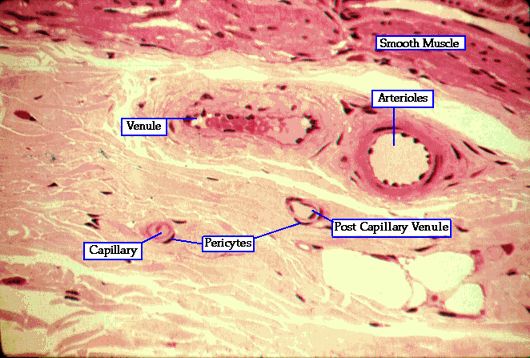 Smooth Muscle
Arterioles
Venule
Post Capillary Venule
Pericytes
Capillary